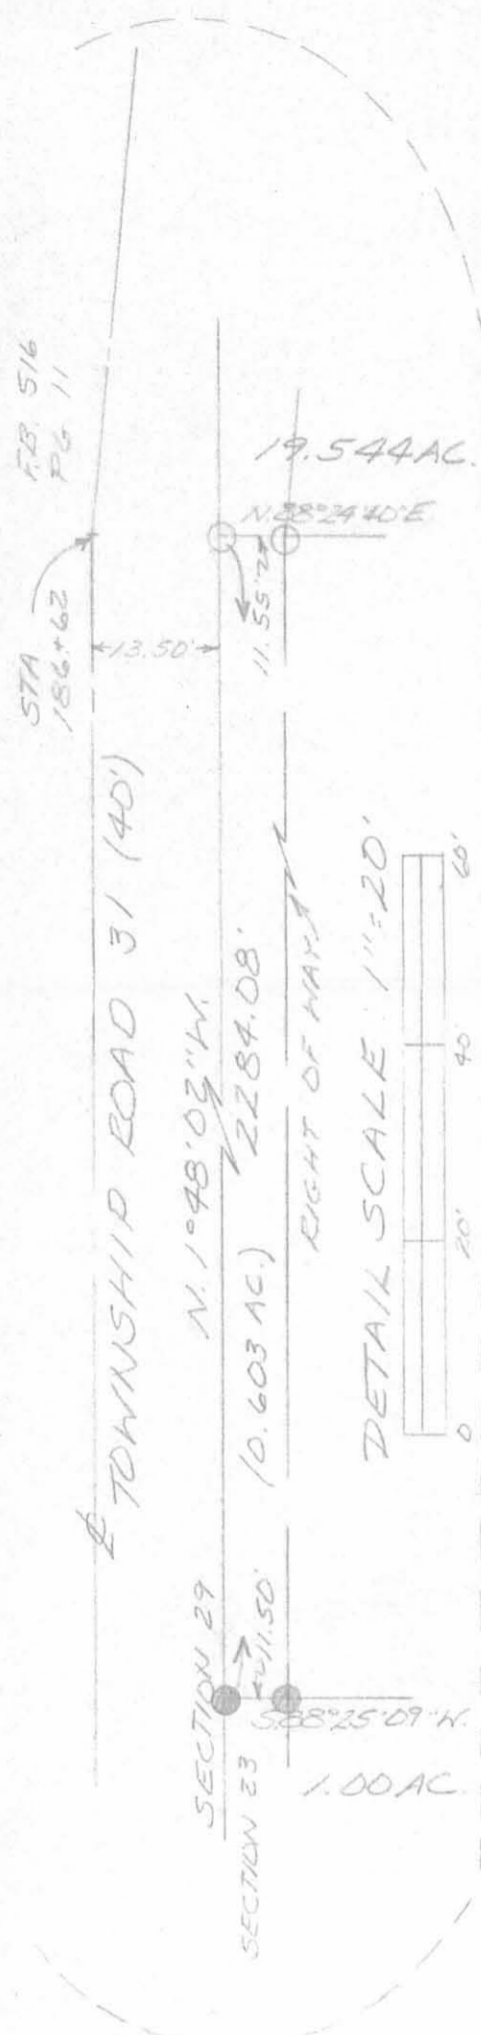 F.B. 516
PG 11
STA
186+62
19.544 AC.
N.88°24'40"E.
13.50'
11.55'
℄ TOWNSHIP ROAD 31 (40')
N. 1°48'02" W.
2284.08'
(0.603 AC.)
RIGHT OF WAY
DETAIL SCALE 1"=20'
0 20' 40' 60'
SECTION 29
SECTION 23
11.50'
S.88°25'09"W.
1.00 AC.